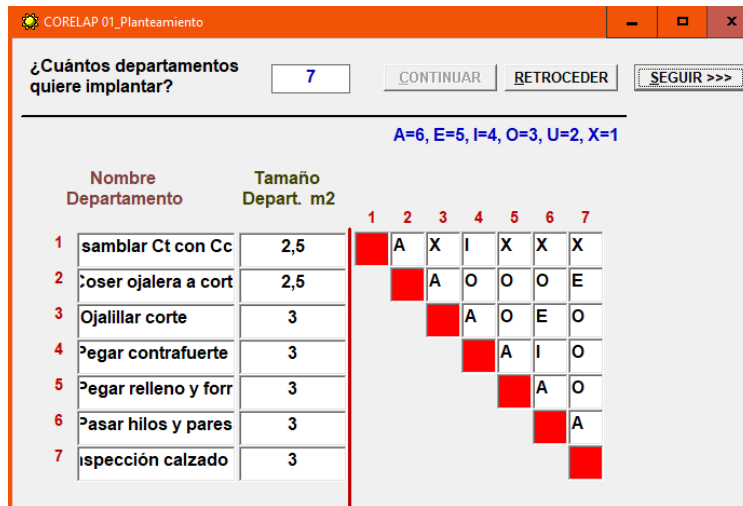 CORELAP 01_Planteamiento
¿Cuántos departamentos quiere implantar? 7 CONTINUAR RETROCEDER SEGUIR >>>
A=6, E=5, I=4, O=3, U=2, X=1
Nombre Departamento Tamaño Depart. m2
1 2 3 4 5 6 7
1 samblar Ct con Cc 2,5 A X I X X X
2 Coser ojalera a cort 2,5 A O O O E
3 Ojalillar corte 3 A O E O
4 Pegar contrafuerte 3 A I O
5 Pegar relleno y forr 3 A O
6 Pasar hilos y pares 3 A
7 nspección calzado 3